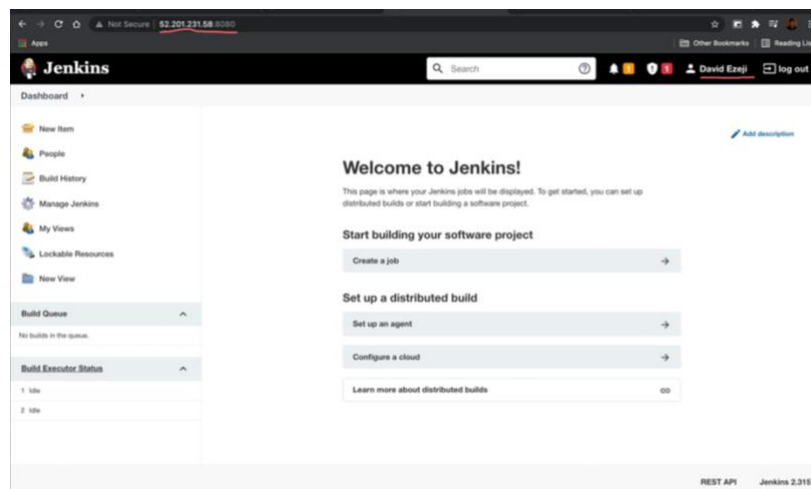 Not Secure | 52.201.231.58:8080
Apps
Other Bookmarks
Reading Lis
Jenkins
Search
1
1
David Ezeji
log out
Dashboard
New Item
People
Build History
Manage Jenkins
My Views
Lockable Resources
New View
Build Queue
No builds in the queue.
Build Executor Status
1 Idle
2 Idle
Add description
Welcome to Jenkins!
This page is where your Jenkins jobs will be displayed. To get started, you can set up
distributed builds or start building a software project.
Start building your software project
Create a job
Set up a distributed build
Set up an agent
Configure a cloud
Learn more about distributed builds
REST API
Jenkins 2.315